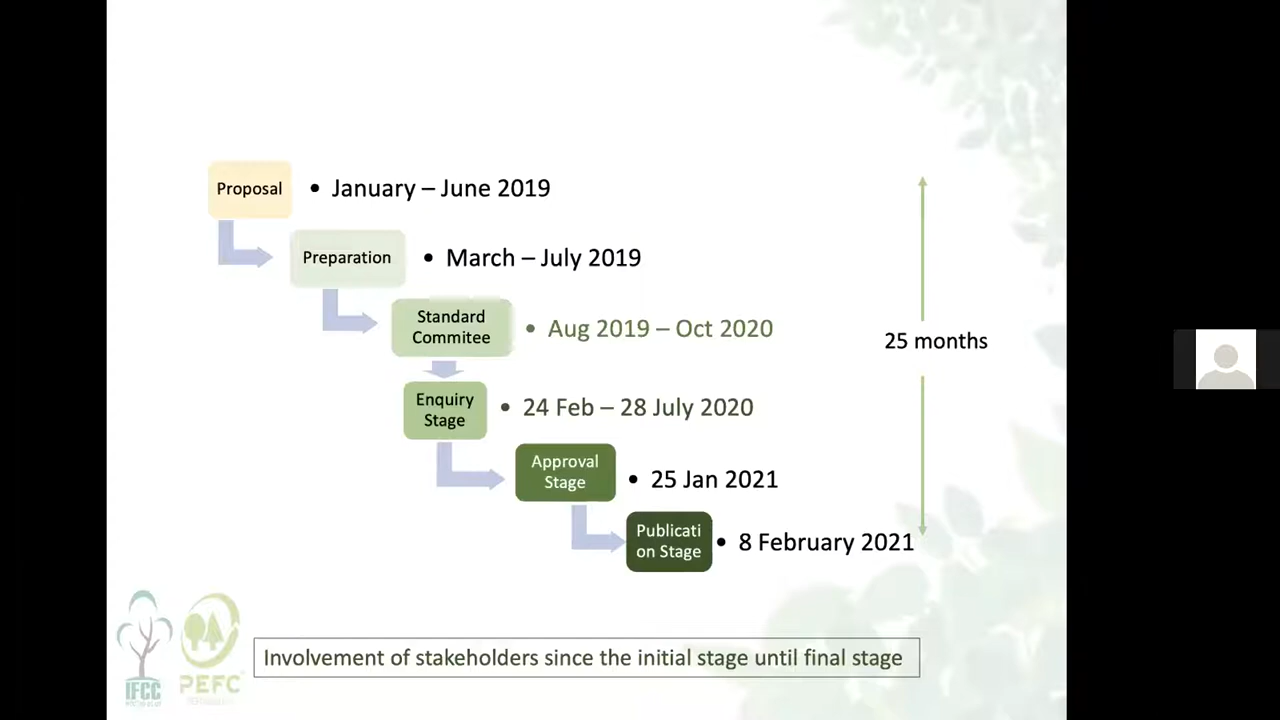 Proposal
• January – June 2019
Preparation
• March – July 2019
Standard
Commitee
• Aug 2019 – Oct 2020
25 months
Enquiry
Stage
• 24 Feb – 28 July 2020
Approval
Stage
• 25 Jan 2021
Publicati
on Stage
• 8 February 2021
IFCC
PEFC
Involvement of stakeholders since the initial stage until final stage